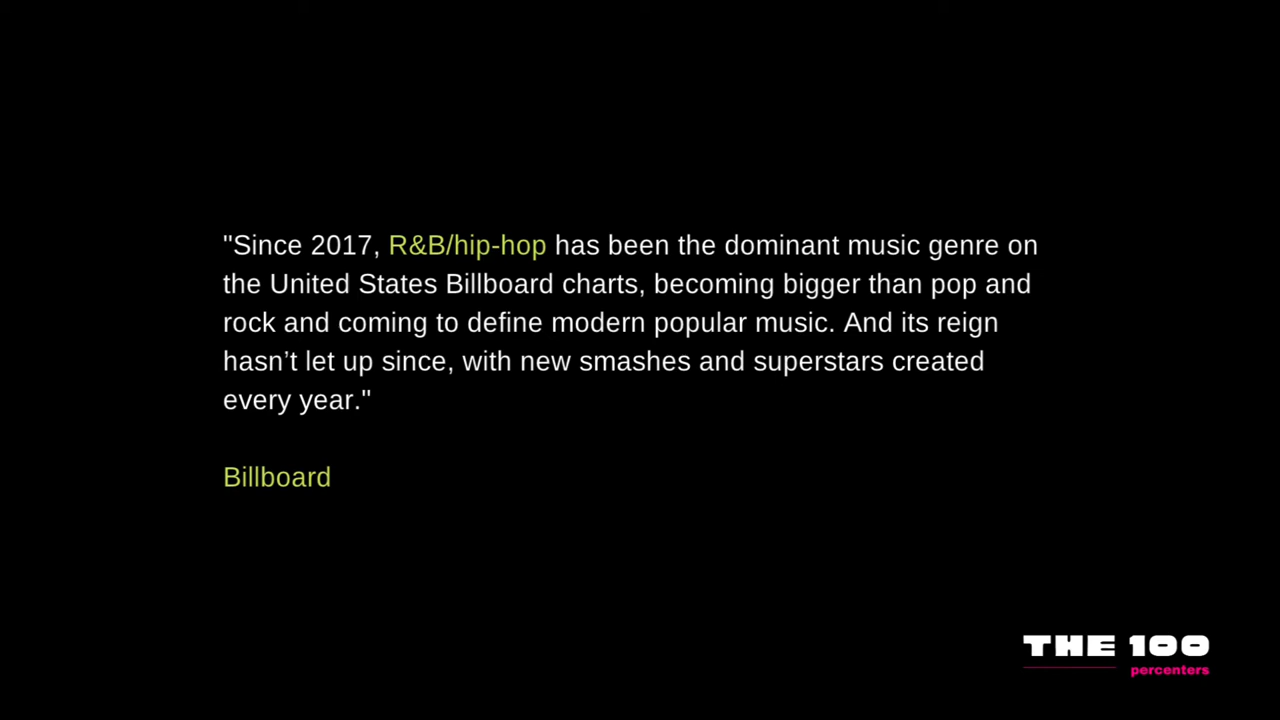 "Since 2017, R&B/hip-hop has been the dominant music genre on
the United States Billboard charts, becoming bigger than pop and
rock and coming to define modern popular music. And its reign
hasn’t let up since, with new smashes and superstars created
every year."
Billboard
THE 100
percenters